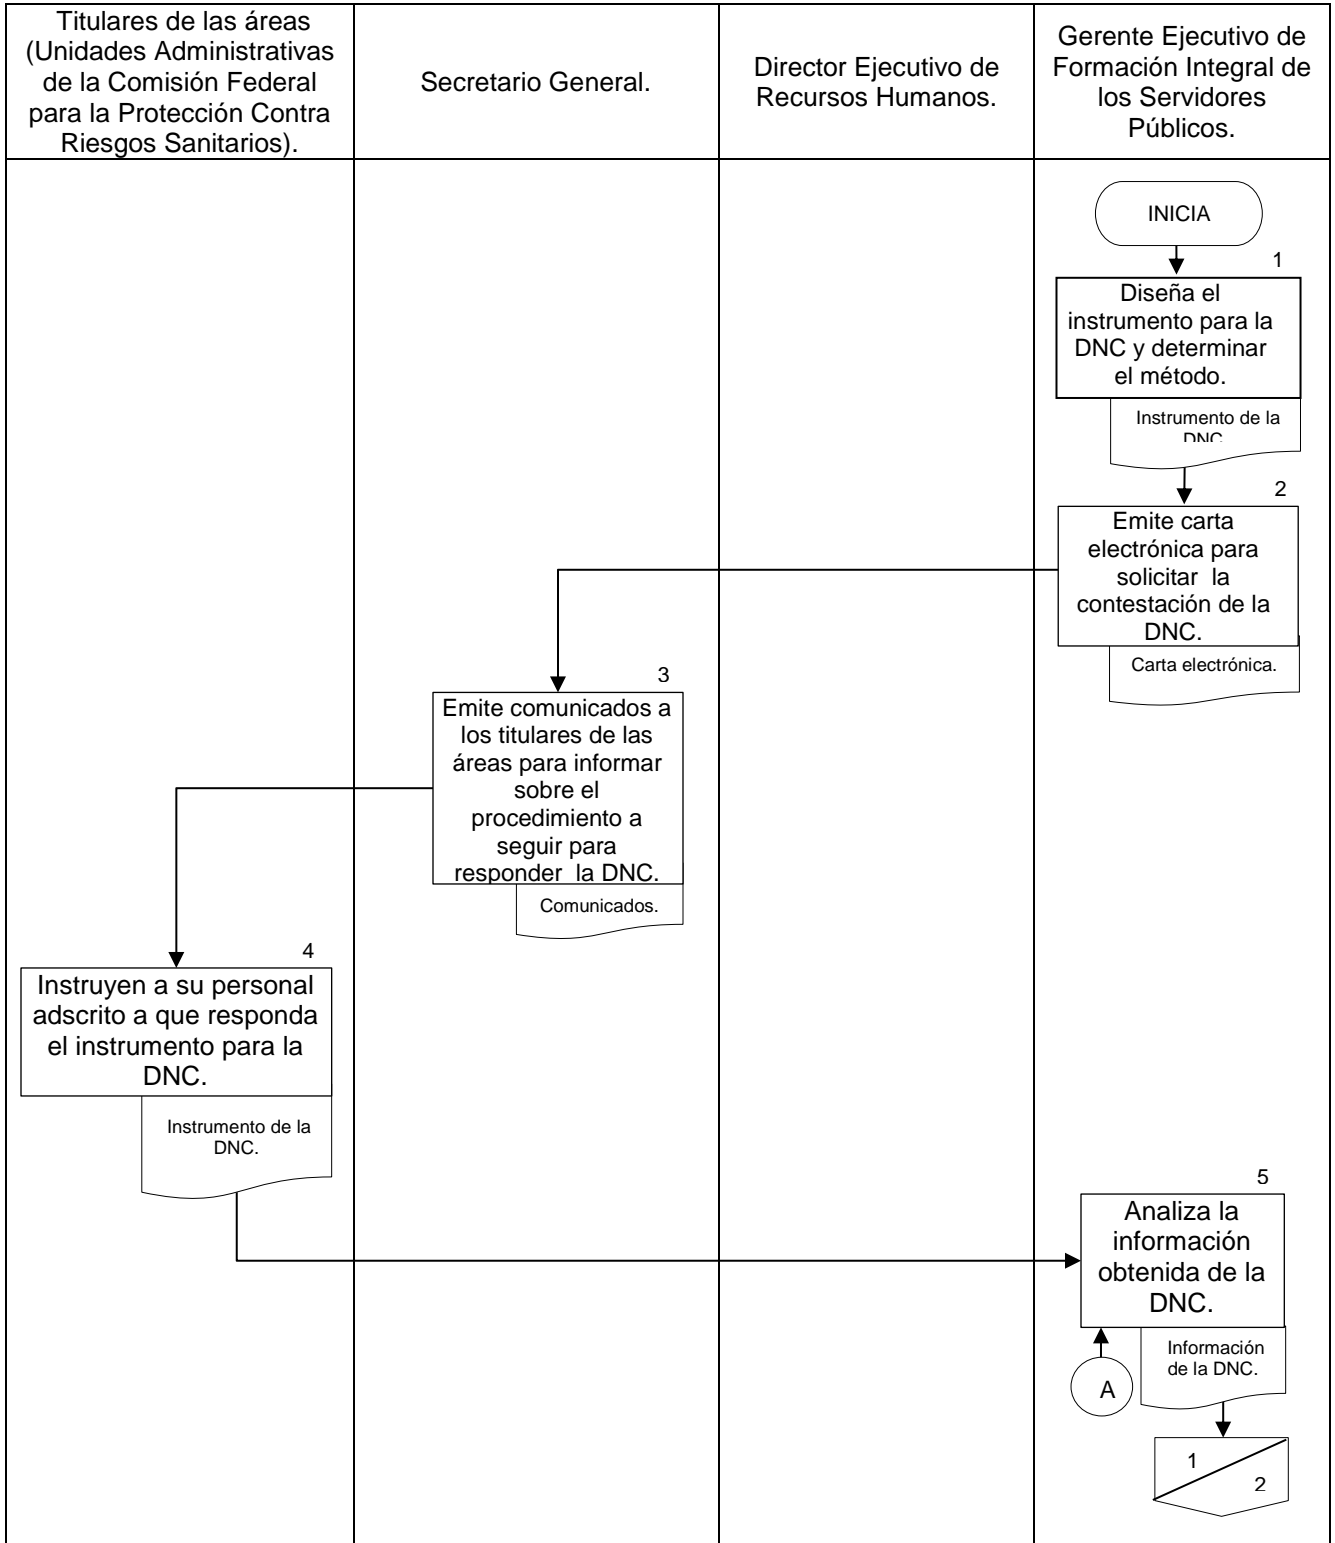 Titulares de las áreas
(Unidades Administrativas
de la Comisión Federal
para la Protección Contra
Riesgos Sanitarios).
Secretario General.
Director Ejecutivo de
Recursos Humanos.
Gerente Ejecutivo de
Formación Integral de
los Servidores
Públicos.
INICIA
1
Diseña el
instrumento para la
DNC y determinar
el método.
Instrumento de la
DNC
2
Emite carta
electrónica para
solicitar la
contestación de la
DNC.
Carta electrónica.
3
Emite comunicados a
los titulares de las
áreas para informar
sobre el
procedimiento a
seguir para
responder la DNC.
Comunicados.
4
Instruyen a su personal
adscrito a que responda
el instrumento para la
DNC.
Instrumento de la
DNC.
5
Analiza la
información
obtenida de la
DNC.
Información
de la DNC.
A
1
2